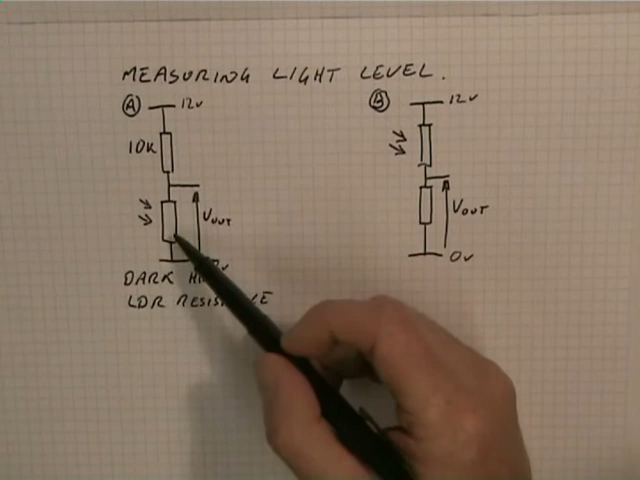 MEASURING LIGHT LEVEL.
A 12V
10K
VOUT
DARK
LDR
B 12V
VOUT
0V